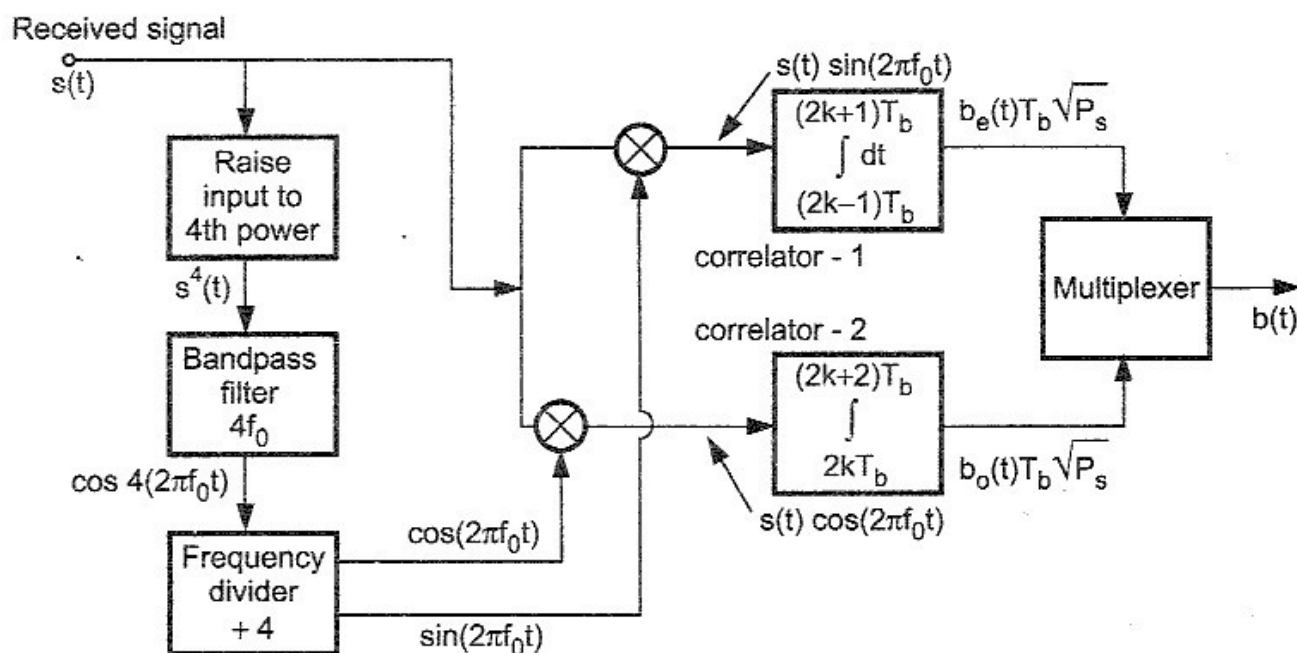 Received signal
s(t)
Raise
input to
4th power
s⁴(t)
Bandpass
filter
4f₀
cos 4(2πf₀t)
Frequency
divider
+ 4
cos(2πf₀t)
sin(2πf₀t)
s(t) sin(2πf₀t)
(2k+1)T_b
∫ dt
(2k−1)T_b
correlator - 1
b_e(t)T_b√P_s
correlator - 2
(2k+2)T_b
∫
2kT_b
s(t) cos(2πf₀t)
b_o(t)T_b√P_s
Multiplexer
b(t)